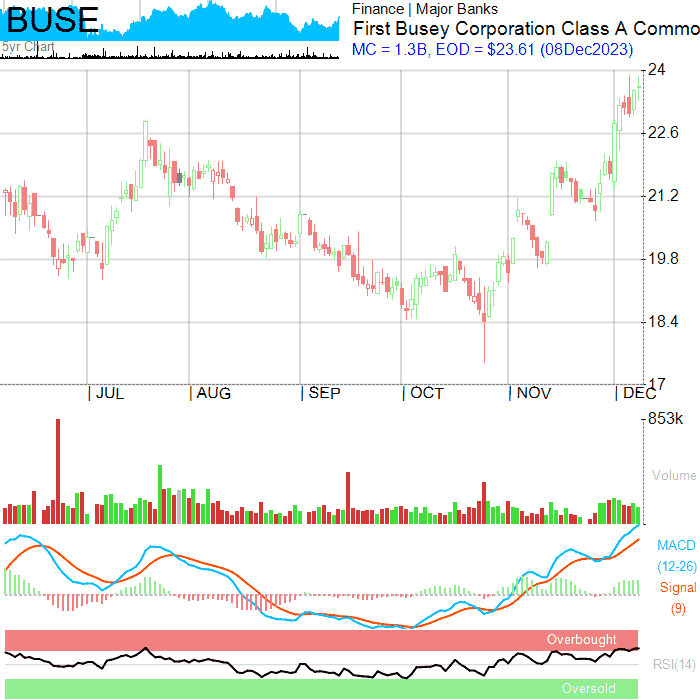 BUSE
5yr Chart
Finance | Major Banks
First Busey Corporation Class A Commo
MC = 1.3B, EOD = $23.61 (08Dec2023)
24
22.6
21.2
19.8
18.4
17
| JUL | AUG | SEP | OCT | NOV | DEC
853k
Volume
MACD
(12-26)
Signal
(9)
Overbought
RSI(14)
Oversold